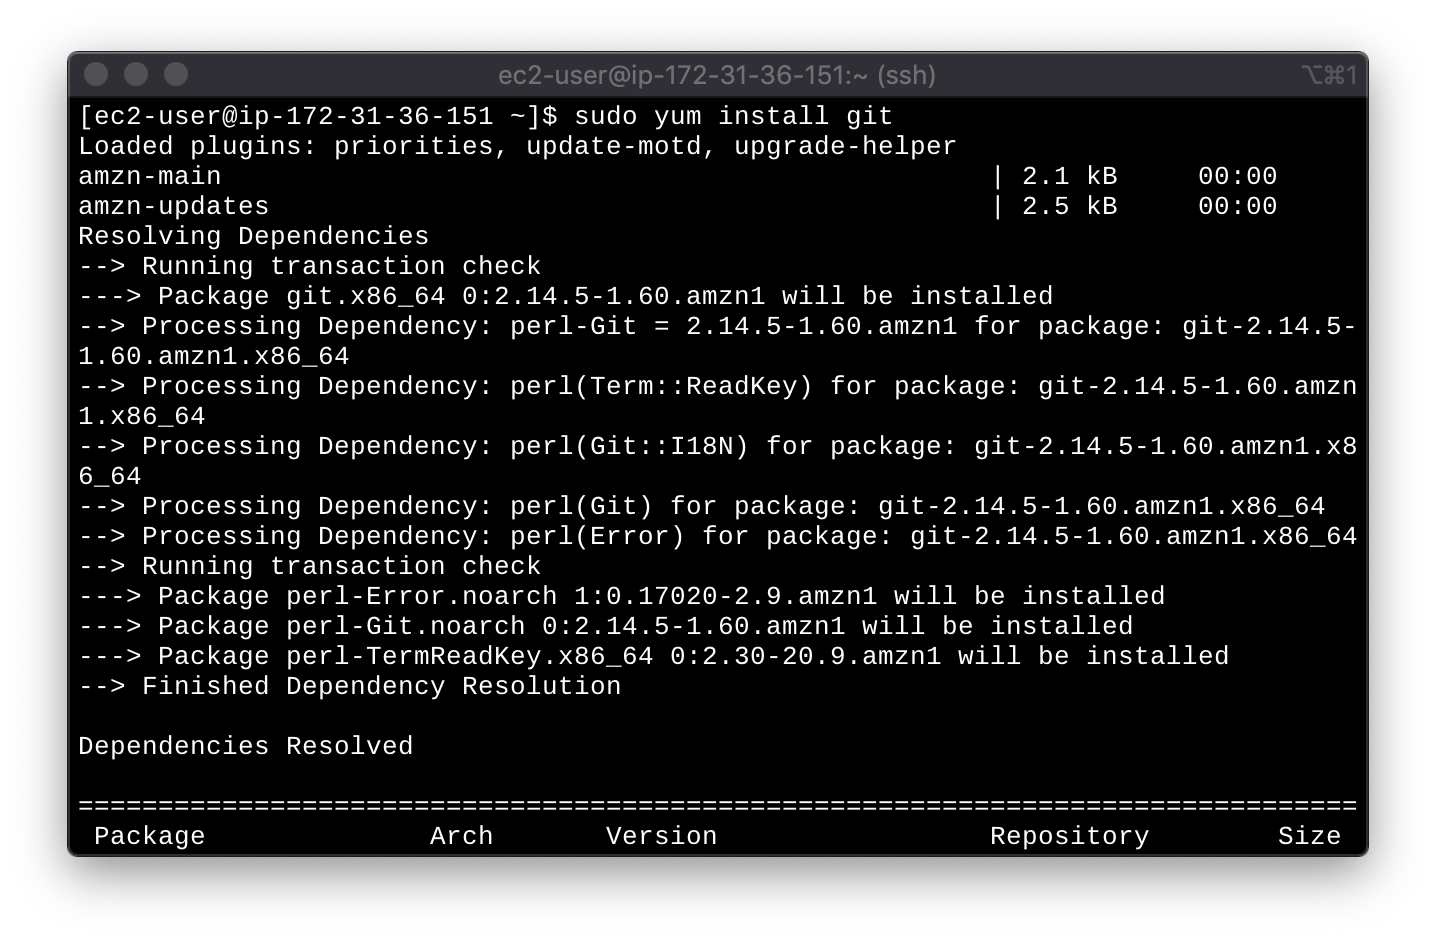 ec2-user@ip-172-31-36-151:~ (ssh) ⌥⌘1
[ec2-user@ip-172-31-36-151 ~]$ sudo yum install git
Loaded plugins: priorities, update-motd, upgrade-helper
amzn-main | 2.1 kB 00:00
amzn-updates | 2.5 kB 00:00
Resolving Dependencies
--> Running transaction check
---> Package git.x86_64 0:2.14.5-1.60.amzn1 will be installed
--> Processing Dependency: perl-Git = 2.14.5-1.60.amzn1 for package: git-2.14.5-
1.60.amzn1.x86_64
--> Processing Dependency: perl(Term::ReadKey) for package: git-2.14.5-1.60.amzn
1.x86_64
--> Processing Dependency: perl(Git::I18N) for package: git-2.14.5-1.60.amzn1.x8
6_64
--> Processing Dependency: perl(Git) for package: git-2.14.5-1.60.amzn1.x86_64
--> Processing Dependency: perl(Error) for package: git-2.14.5-1.60.amzn1.x86_64
--> Running transaction check
---> Package perl-Error.noarch 1:0.17020-2.9.amzn1 will be installed
---> Package perl-Git.noarch 0:2.14.5-1.60.amzn1 will be installed
---> Package perl-TermReadKey.x86_64 0:2.30-20.9.amzn1 will be installed
--> Finished Dependency Resolution
Dependencies Resolved
================================================================================
Package Arch Version Repository Size